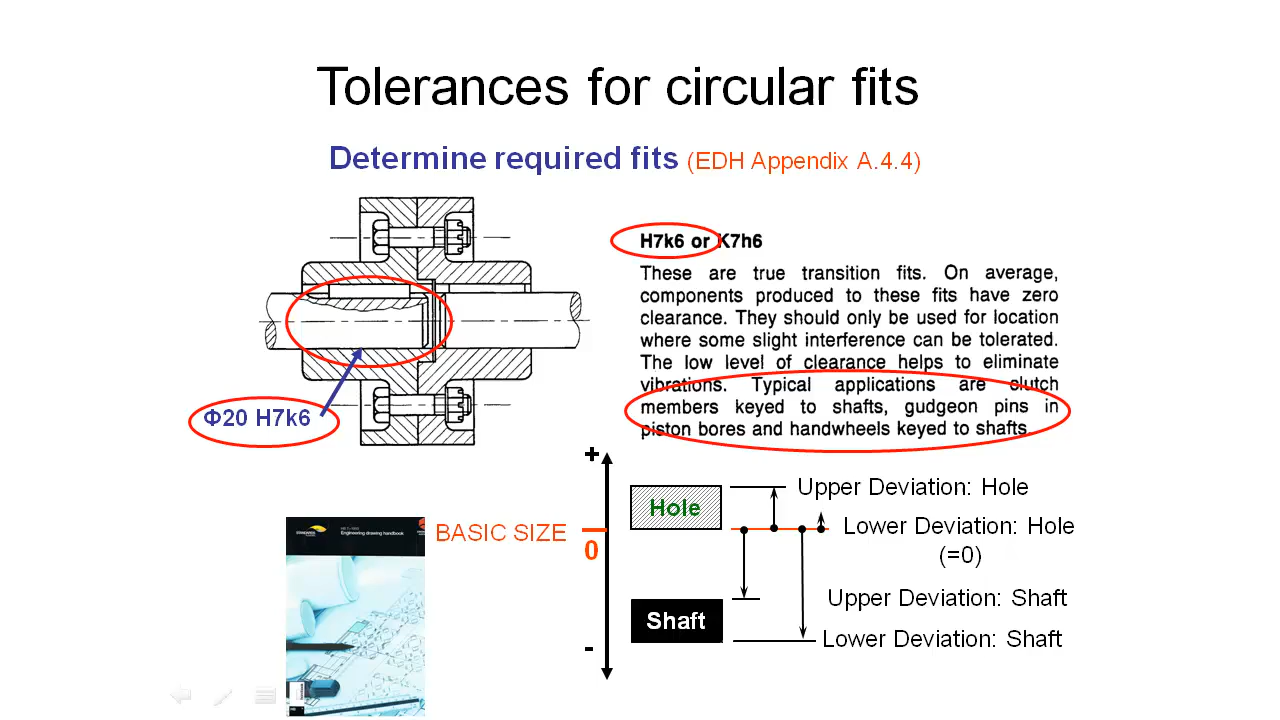 Tolerances for circular fits
Determine required fits (EDH Appendix A.4.4)
H7k6 or K7h6
These are true transition fits. On average,
components produced to these fits have zero
clearance. They should only be used for location
where some slight interference can be tolerated.
The low level of clearance helps to eliminate
vibrations. Typical applications are clutch
members keyed to shafts, gudgeon pins in
piston bores and handwheels keyed to shafts.
Φ20 H7k6
+
BASIC SIZE
0
-
Hole
Shaft
Upper Deviation: Hole
Lower Deviation: Hole
(=0)
Upper Deviation: Shaft
Lower Deviation: Shaft
Engineering drawing handbook